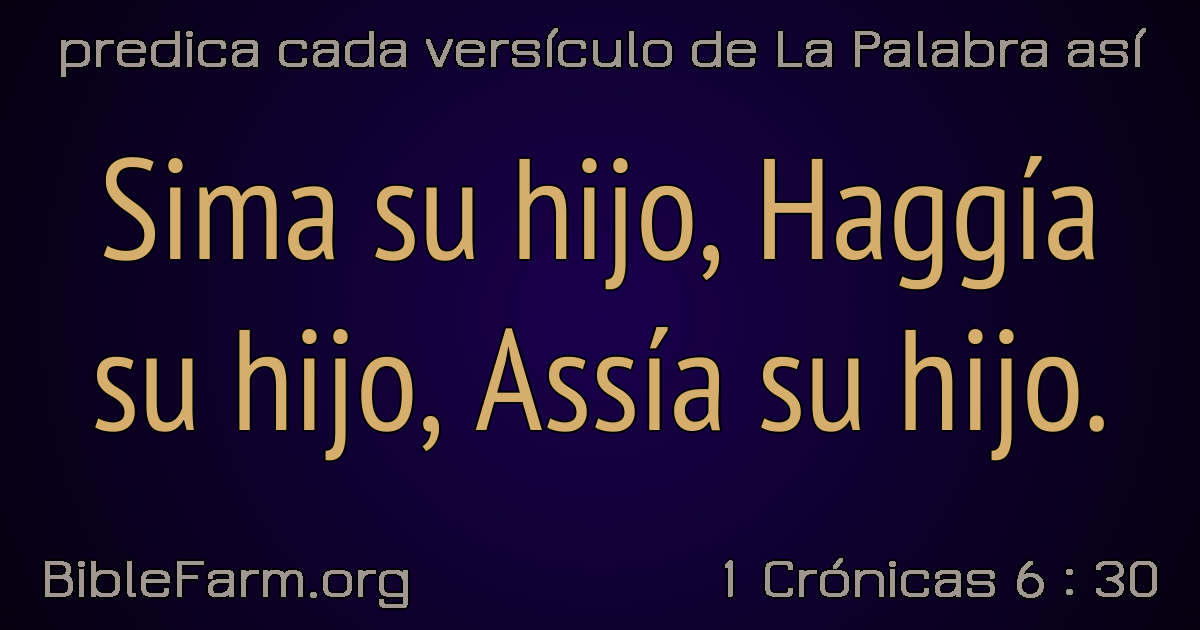 predica cada versículo de La Palabra así
Sima su hijo, Haggía
su hijo, Assía su hijo.
BibleFarm.org
1 Crónicas 6 : 30